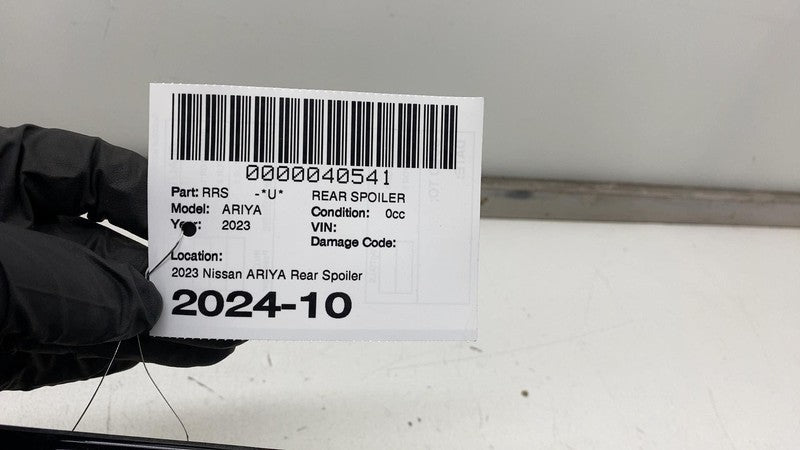 0000040541
Part: RRS -*U* REAR SPOILER
Model: ARIYA Condition: 0cc
Year: 2023 VIN:
Damage Code:
Location:
2023 Nissan ARIYA Rear Spoiler
2024-10